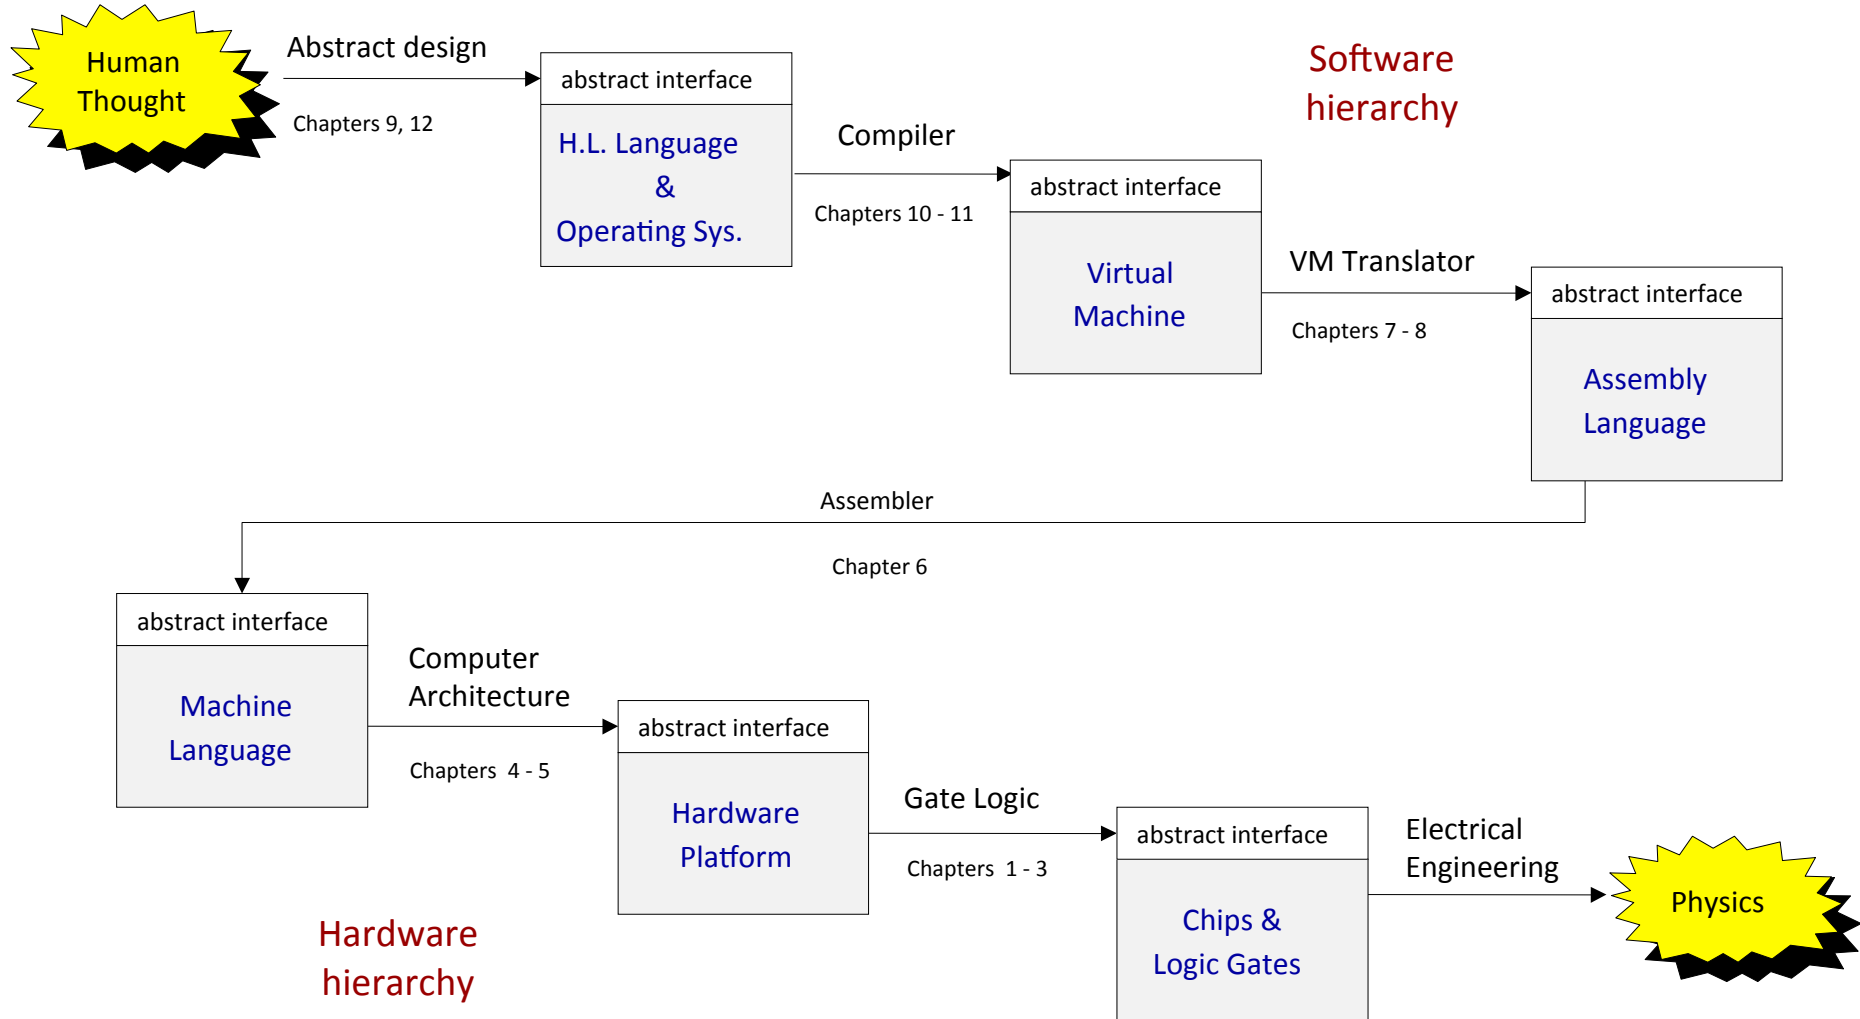 Human
Thought
Abstract design
Chapters 9, 12
abstract interface
H.L. Language
&
Operating Sys.
Compiler
Chapters 10 - 11
Software
hierarchy
abstract interface
Virtual
Machine
VM Translator
Chapters 7 - 8
abstract interface
Assembly
Language
Assembler
Chapter 6
abstract interface
Machine
Language
Computer
Architecture
Chapters 4 - 5
abstract interface
Hardware
Platform
Gate Logic
Chapters 1 - 3
abstract interface
Chips &
Logic Gates
Electrical
Engineering
Physics
Hardware
hierarchy